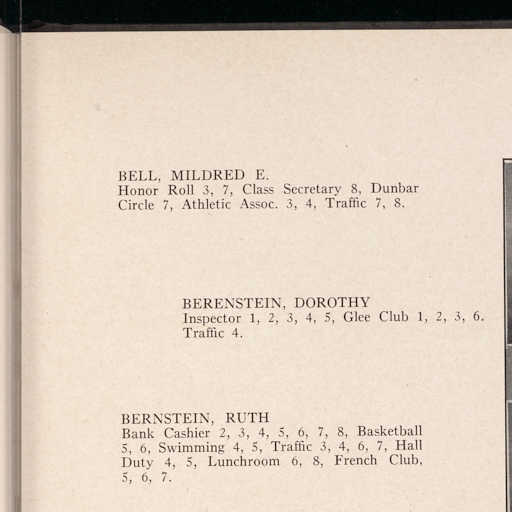 BELL, MILDRED E.
Honor Roll 3, 7, Class Secretary 8, Dunbar
Circle 7, Athletic Assoc. 3, 4, Traffic 7, 8.
BERENSTEIN, DOROTHY
Inspector 1, 2, 3, 4, 5, Glee Club 1, 2, 3, 6.
Traffic 4.
BERNSTEIN, RUTH
Bank Cashier 2, 3, 4, 5, 6, 7, 8, Basketball
5, 6, Swimming 4, 5, Traffic 3, 4, 6, 7, Hall
Duty 4, 5, Lunchroom 6, 8, French Club,
5, 6, 7.